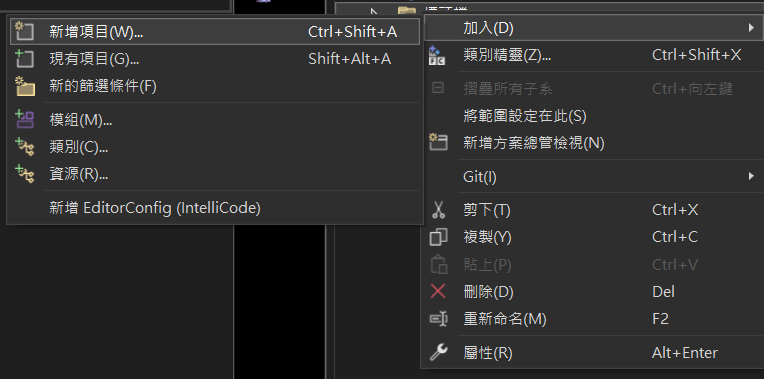 新增項目(W)... Ctrl+Shift+A
現有項目(G)... Shift+Alt+A
新的篩選條件(F)
模組(M)...
類別(C)...
資源(R)...
新增 EditorConfig (IntelliCode)
加入(D)
類別精靈(Z)... Ctrl+Shift+X
摺疊所有子系 Ctrl+向左鍵
將範圍設定在此(S)
新增方案總管檢視(N)
Git(I)
剪下(T) Ctrl+X
複製(Y) Ctrl+C
貼上(P) Ctrl+V
刪除(D) Del
重新命名(M) F2
屬性(R) Alt+Enter